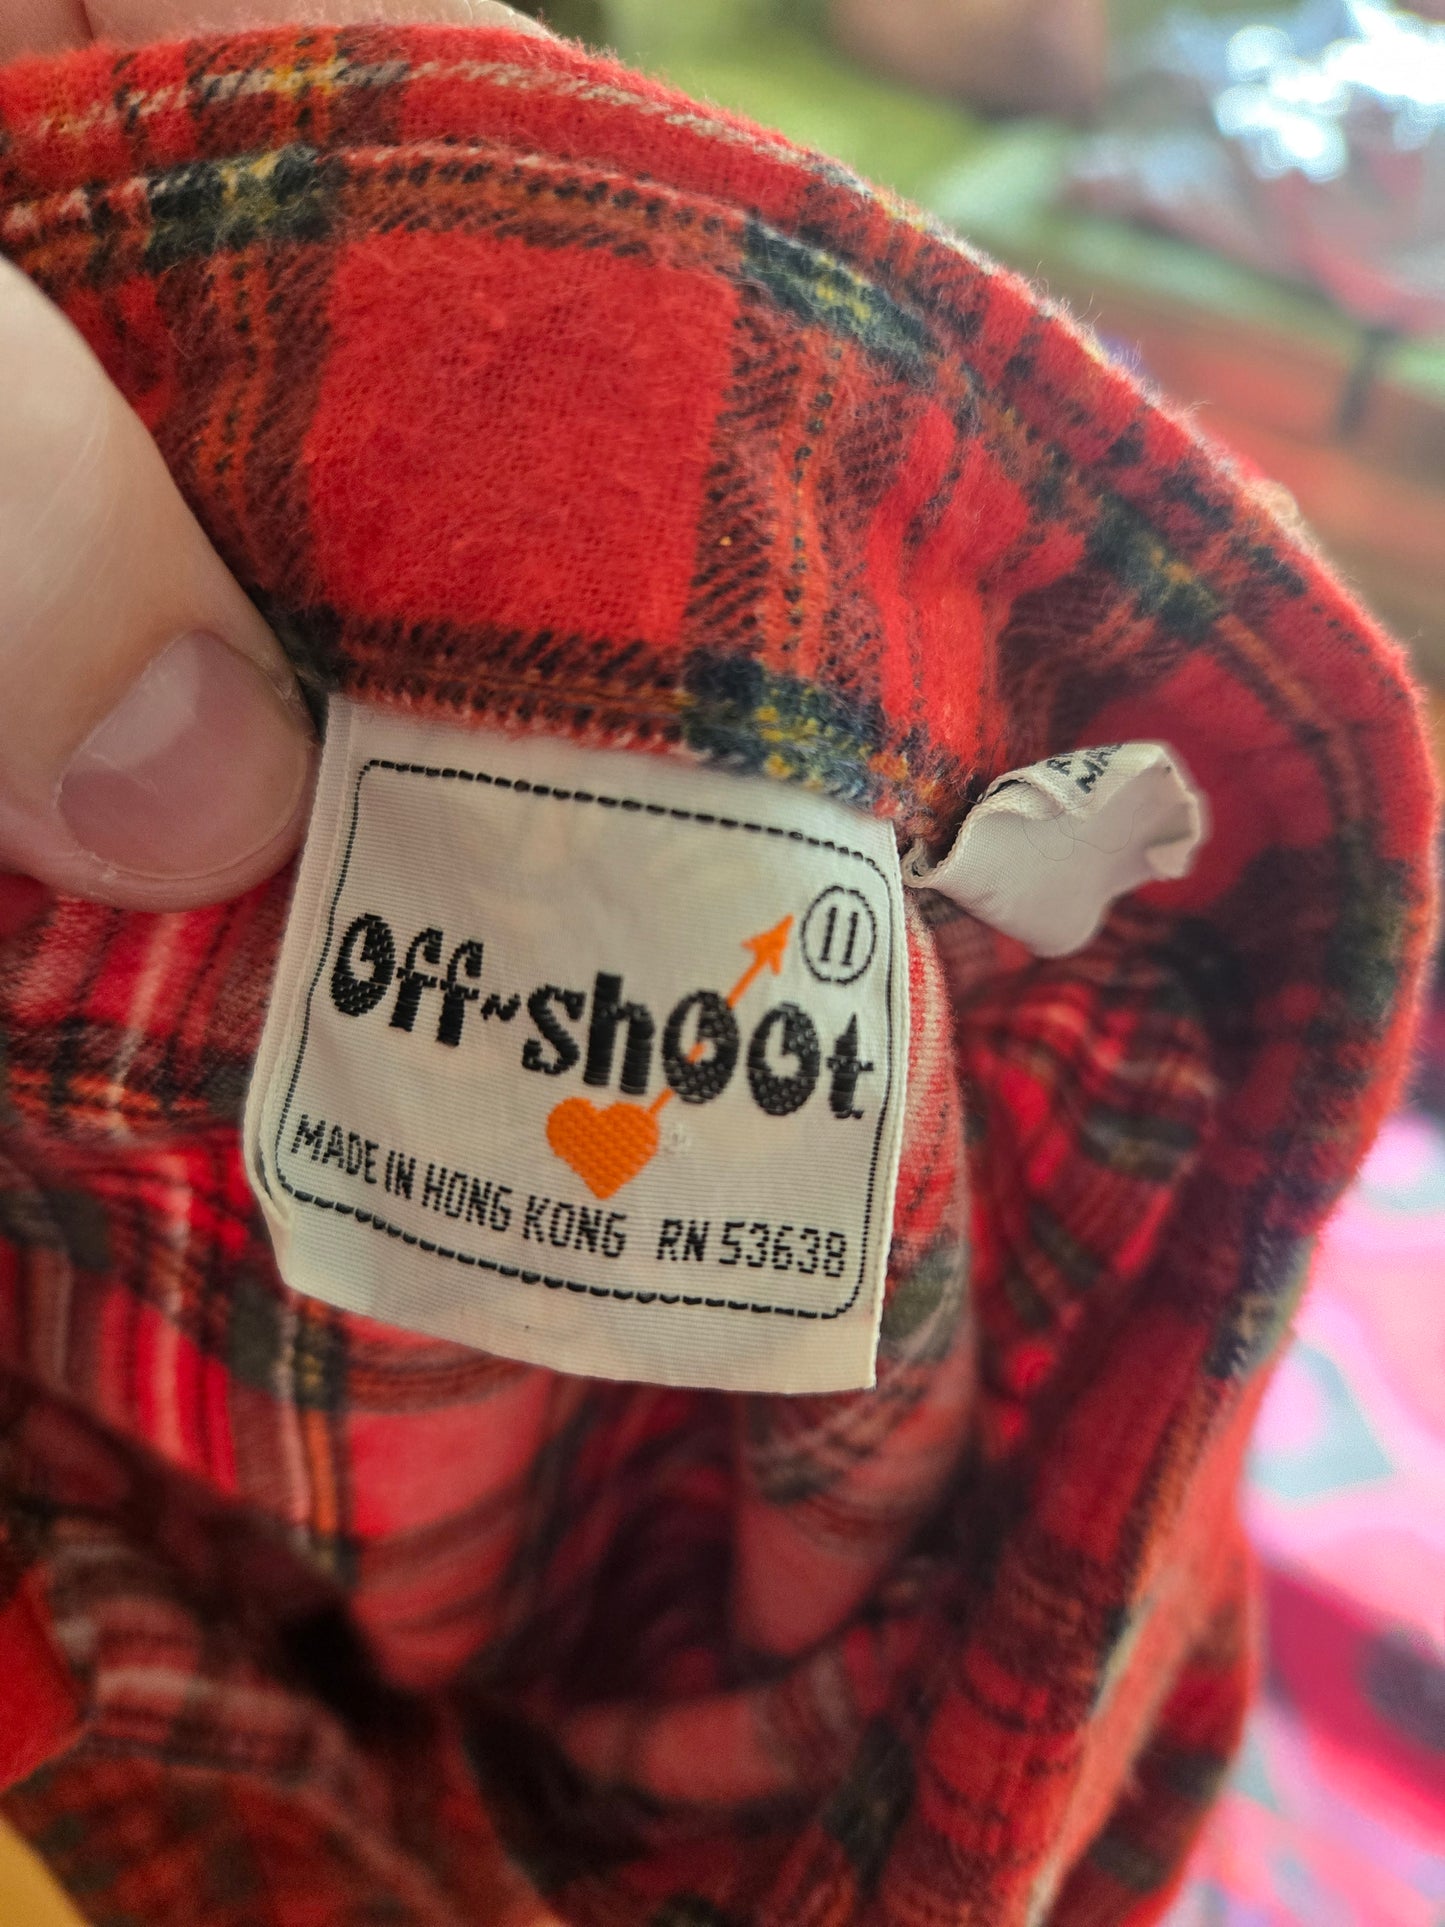 11
Off~shoot
MADE IN HONG KONG RN 53638